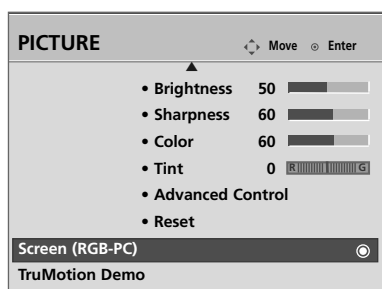 PICTURE Move Enter
• Brightness 50
• Sharpness 60
• Color 60
• Tint 0 R G
• Advanced Control
• Reset
Screen (RGB-PC)
TruMotion Demo